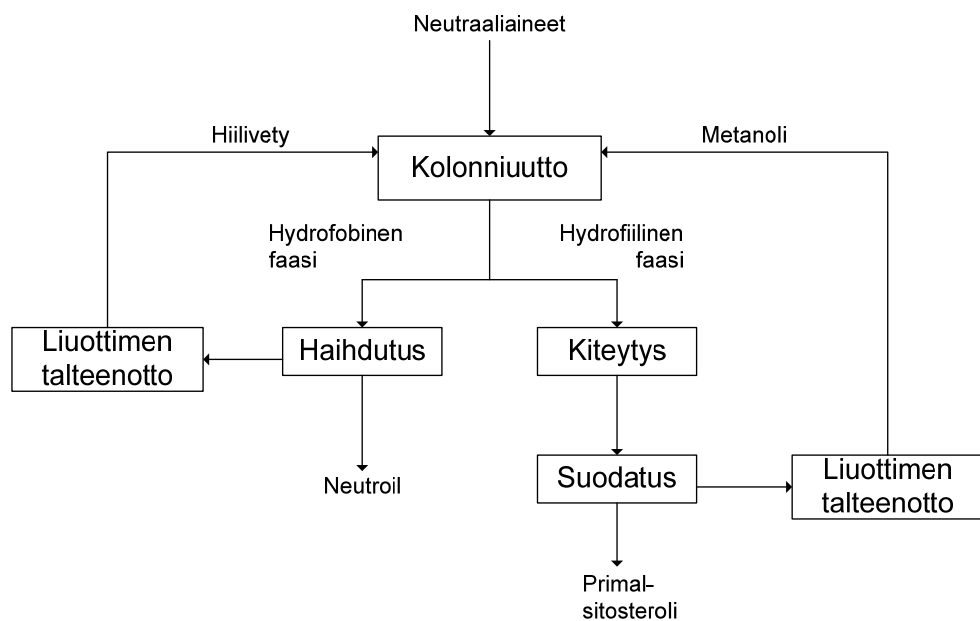 Neutraaliaineet
Hiilivety
Metanoli
Kolonniuutto
Hydrofobinen
faasi
Hydrofiilinen
faasi
Liuottimen
talteenotto
Haihdutus
Kiteytys
Neutroil
Suodatus
Liuottimen
talteenotto
Primal-
sitosteroli